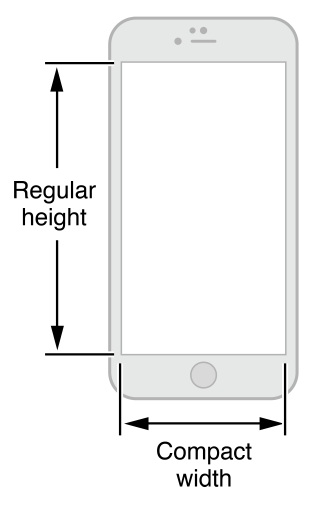 Regular
height
Compact
width